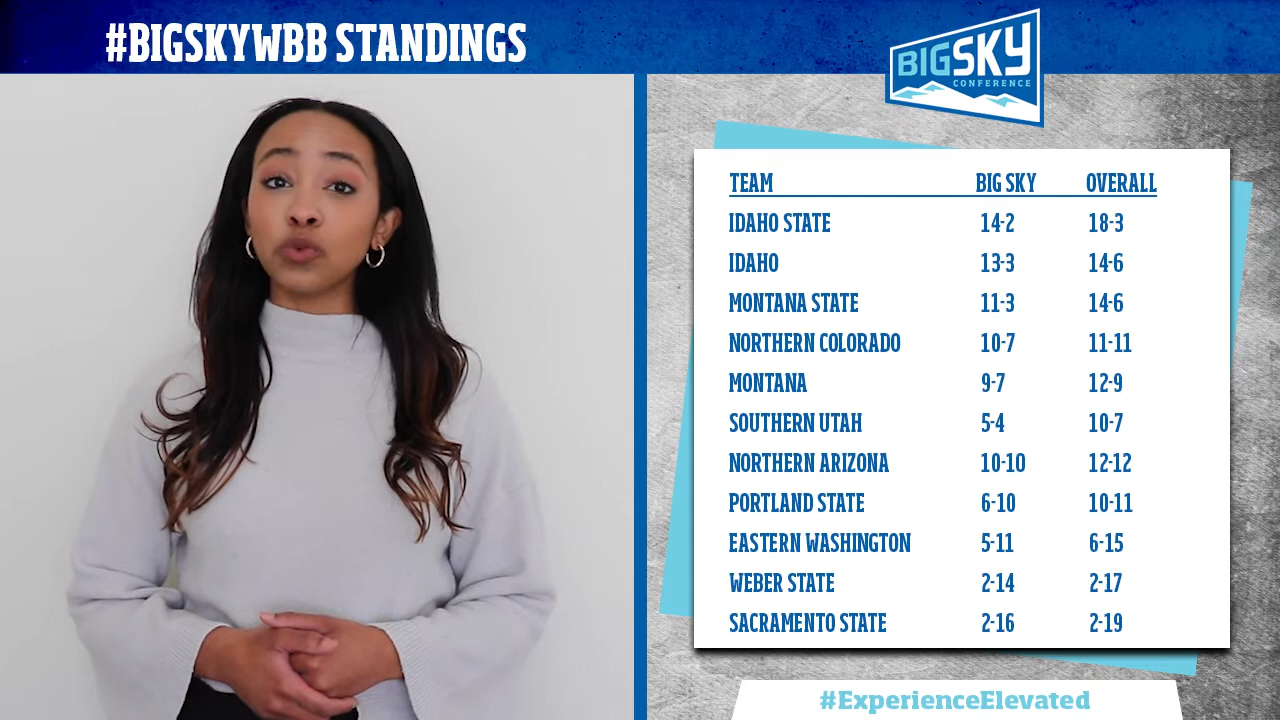 #BIGSKYWBB STANDINGS
BIGSKY
CONFERENCE
TEAM BIG SKY OVERALL
IDAHO STATE 14-2 18-3
IDAHO 13-3 14-6
MONTANA STATE 11-3 14-6
NORTHERN COLORADO 10-7 11-11
MONTANA 9-7 12-9
SOUTHERN UTAH 5-4 10-7
NORTHERN ARIZONA 10-10 12-12
PORTLAND STATE 6-10 10-11
EASTERN WASHINGTON 5-11 6-15
WEBER STATE 2-14 2-17
SACRAMENTO STATE 2-16 2-19
#ExperienceElevated